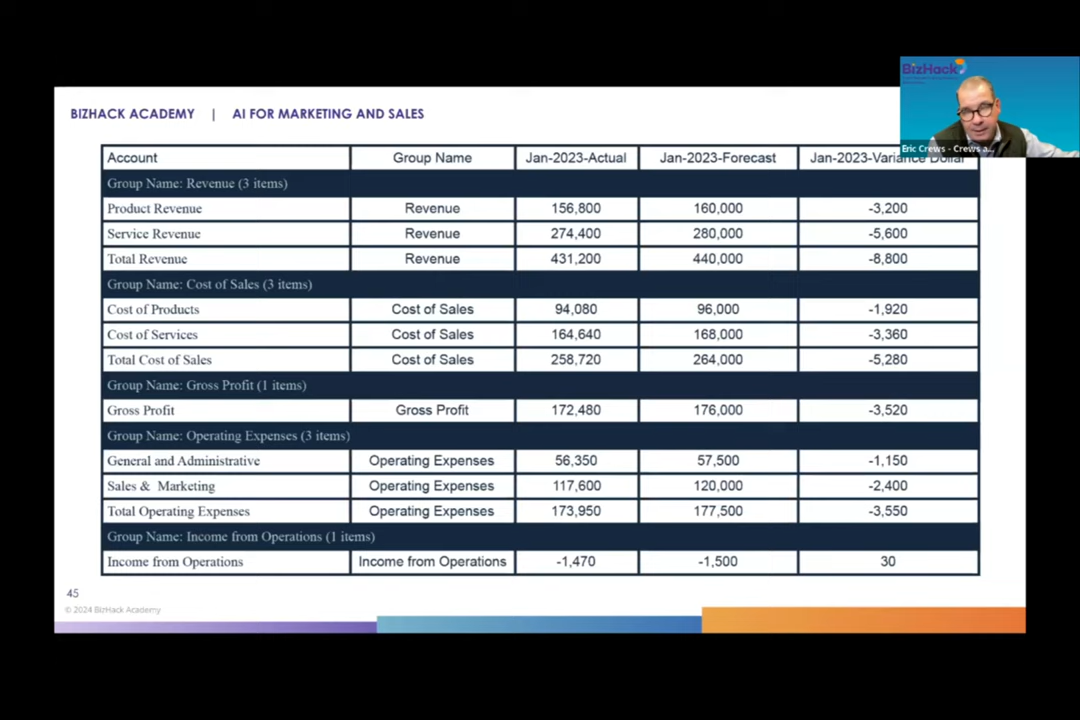 BizHack
Eric Crews - Crews a...
BIZHACK ACADEMY | AI FOR MARKETING AND SALES
Account Group Name Jan-2023-Actual Jan-2023-Forecast Jan-2023-Variance Dollar
Group Name: Revenue (3 items)
Product Revenue Revenue 156,800 160,000 -3,200
Service Revenue Revenue 274,400 280,000 -5,600
Total Revenue Revenue 431,200 440,000 -8,800
Group Name: Cost of Sales (3 items)
Cost of Products Cost of Sales 94,080 96,000 -1,920
Cost of Services Cost of Sales 164,640 168,000 -3,360
Total Cost of Sales Cost of Sales 258,720 264,000 -5,280
Group Name: Gross Profit (1 items)
Gross Profit Gross Profit 172,480 176,000 -3,520
Group Name: Operating Expenses (3 items)
General and Administrative Operating Expenses 56,350 57,500 -1,150
Sales & Marketing Operating Expenses 117,600 120,000 -2,400
Total Operating Expenses Operating Expenses 173,950 177,500 -3,550
Group Name: Income from Operations (1 items)
Income from Operations Income from Operations -1,470 -1,500 30
45
© 2024 BizHack Academy